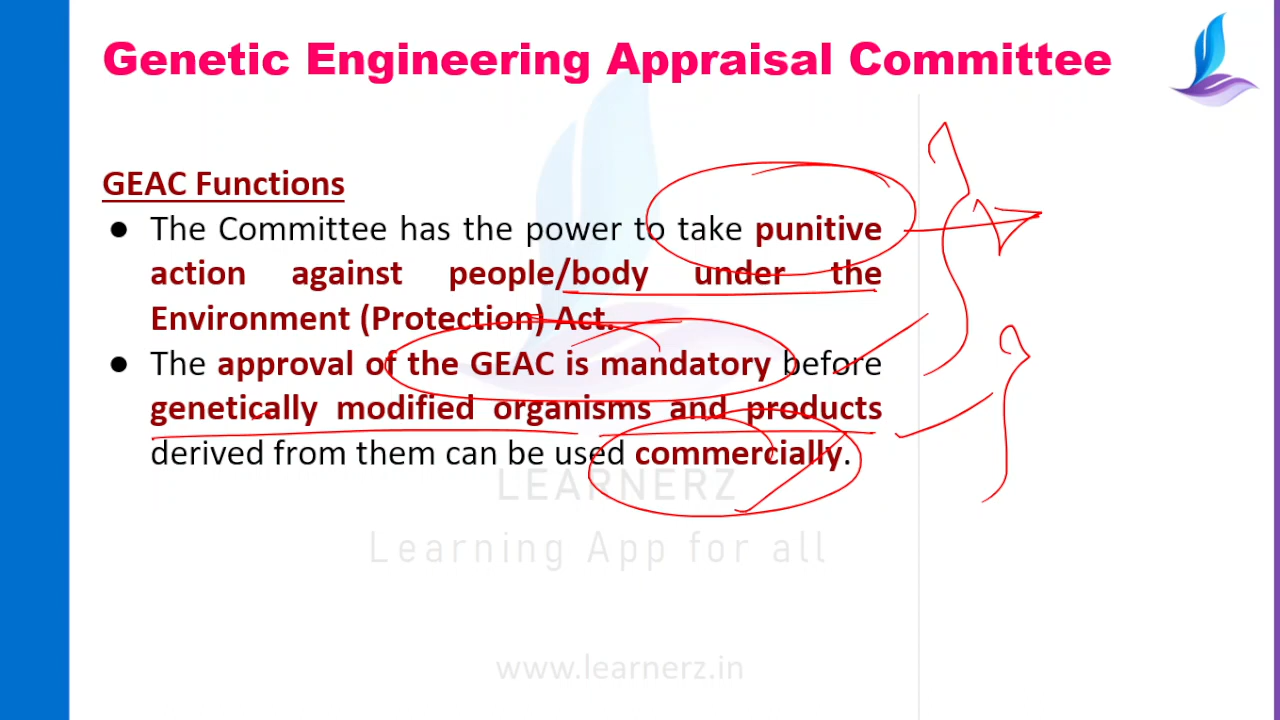 Genetic Engineering Appraisal Committee
GEAC Functions
● The Committee has the power to take punitive
action against people/body under the
Environment (Protection) Act.
● The approval of the GEAC is mandatory before
genetically modified organisms and products
derived from them can be used commercially.
LEARNERZ
Learning App for all
www.learnerz.in